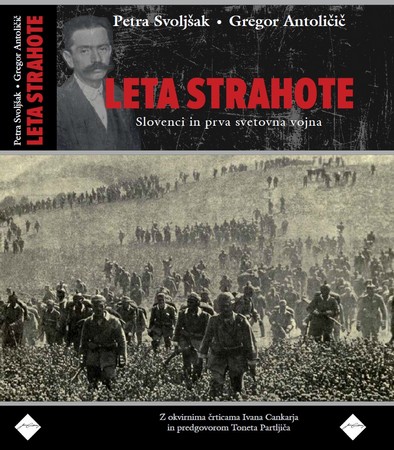 Petra Svoljšak • Gregor Antoličič
LETA STRAHOTE
Petra Svoljšak • Gregor Antoličič
LETA STRAHOTE
Slovenci in prva svetovna vojna
Z okvirnima črticama Ivana Cankarja
in predgovorom Toneta Partljiča